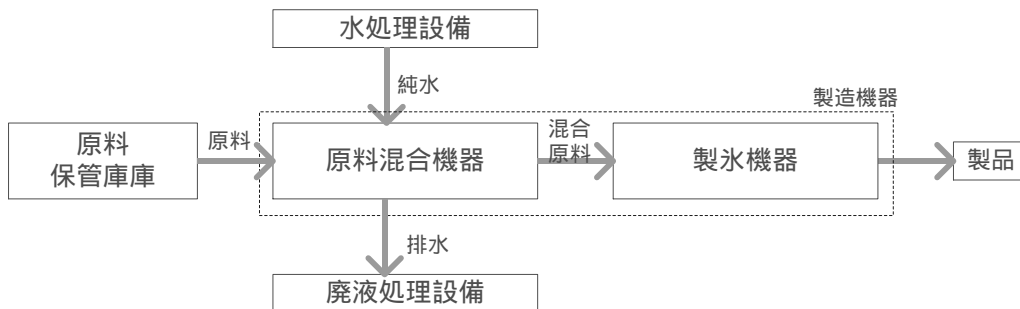 水処理設備
純水
製造機器
原料
保管庫庫
原料
原料混合機器
混合
原料
製氷機器
製品
排水
廃液処理設備